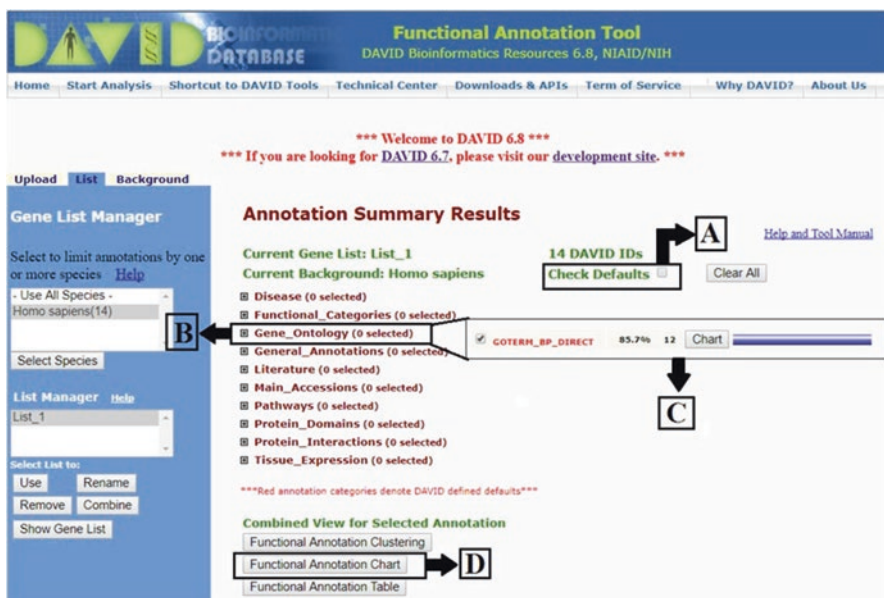 DAVID BIOINFORMATICS DATABASE
Functional Annotation Tool
DAVID Bioinformatics Resources 6.8, NIAID/NIH
Home Start Analysis Shortcut to DAVID Tools Technical Center Downloads & APIs Term of Service Why DAVID? About Us
*** Welcome to DAVID 6.8 ***
*** If you are looking for DAVID 6.7, please visit our development site. ***
Upload List Background
Gene List Manager
Select to limit annotations by one
or more species Help
- Use All Species -
Homo sapiens(14)
Select Species
List Manager Help
List_1
Select List to:
Use Rename
Remove Combine
Show Gene List
Annotation Summary Results
A
Help and Tool Manual
Current Gene List: List_1 14 DAVID IDs
Current Background: Homo sapiens Check Defaults Clear All
Disease (0 selected)
Functional_Categories (0 selected)
B
Gene_Ontology (0 selected)
GOTERM_BP_DIRECT 85.7% 12 Chart
General_Annotations (0 selected)
Literature (0 selected)
Main_Accessions (0 selected)
C
Pathways (0 selected)
Protein_Domains (0 selected)
Protein_Interactions (0 selected)
Tissue_Expression (0 selected)
***Red annotation categories denote DAVID defined defaults***
Combined View for Selected Annotation
Functional Annotation Clustering
Functional Annotation Chart
D
Functional Annotation Table